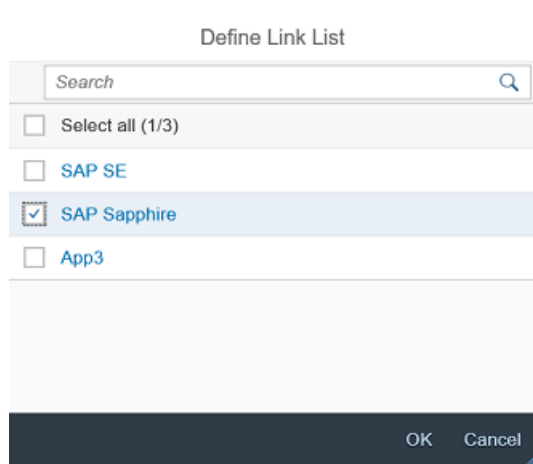 Define Link List
Search
Select all (1/3)
SAP SE
SAP Sapphire
App3
OK Cancel